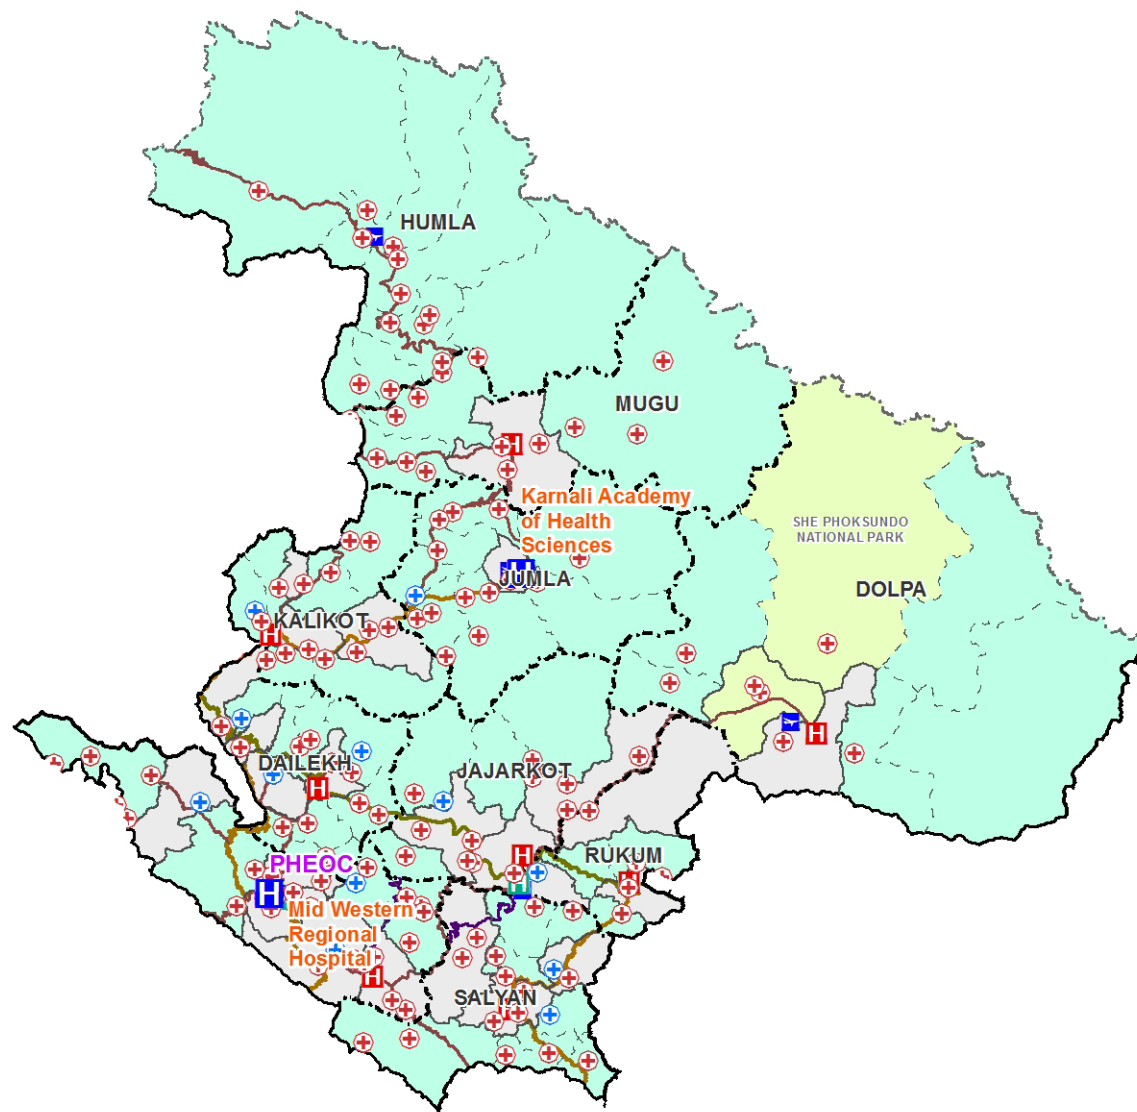 HUMLA
MUGU
Karnali Academy
of Health
Sciences
SHE PHOKSUNDO
NATIONAL PARK
JUMLA
DOLPA
KALIKOT
DAILEKH
JAJARKOT
RUKUM
PHEOC
H
Mid Western
Regional
Hospital
SALYAN
H
H
H
H
H
H
H